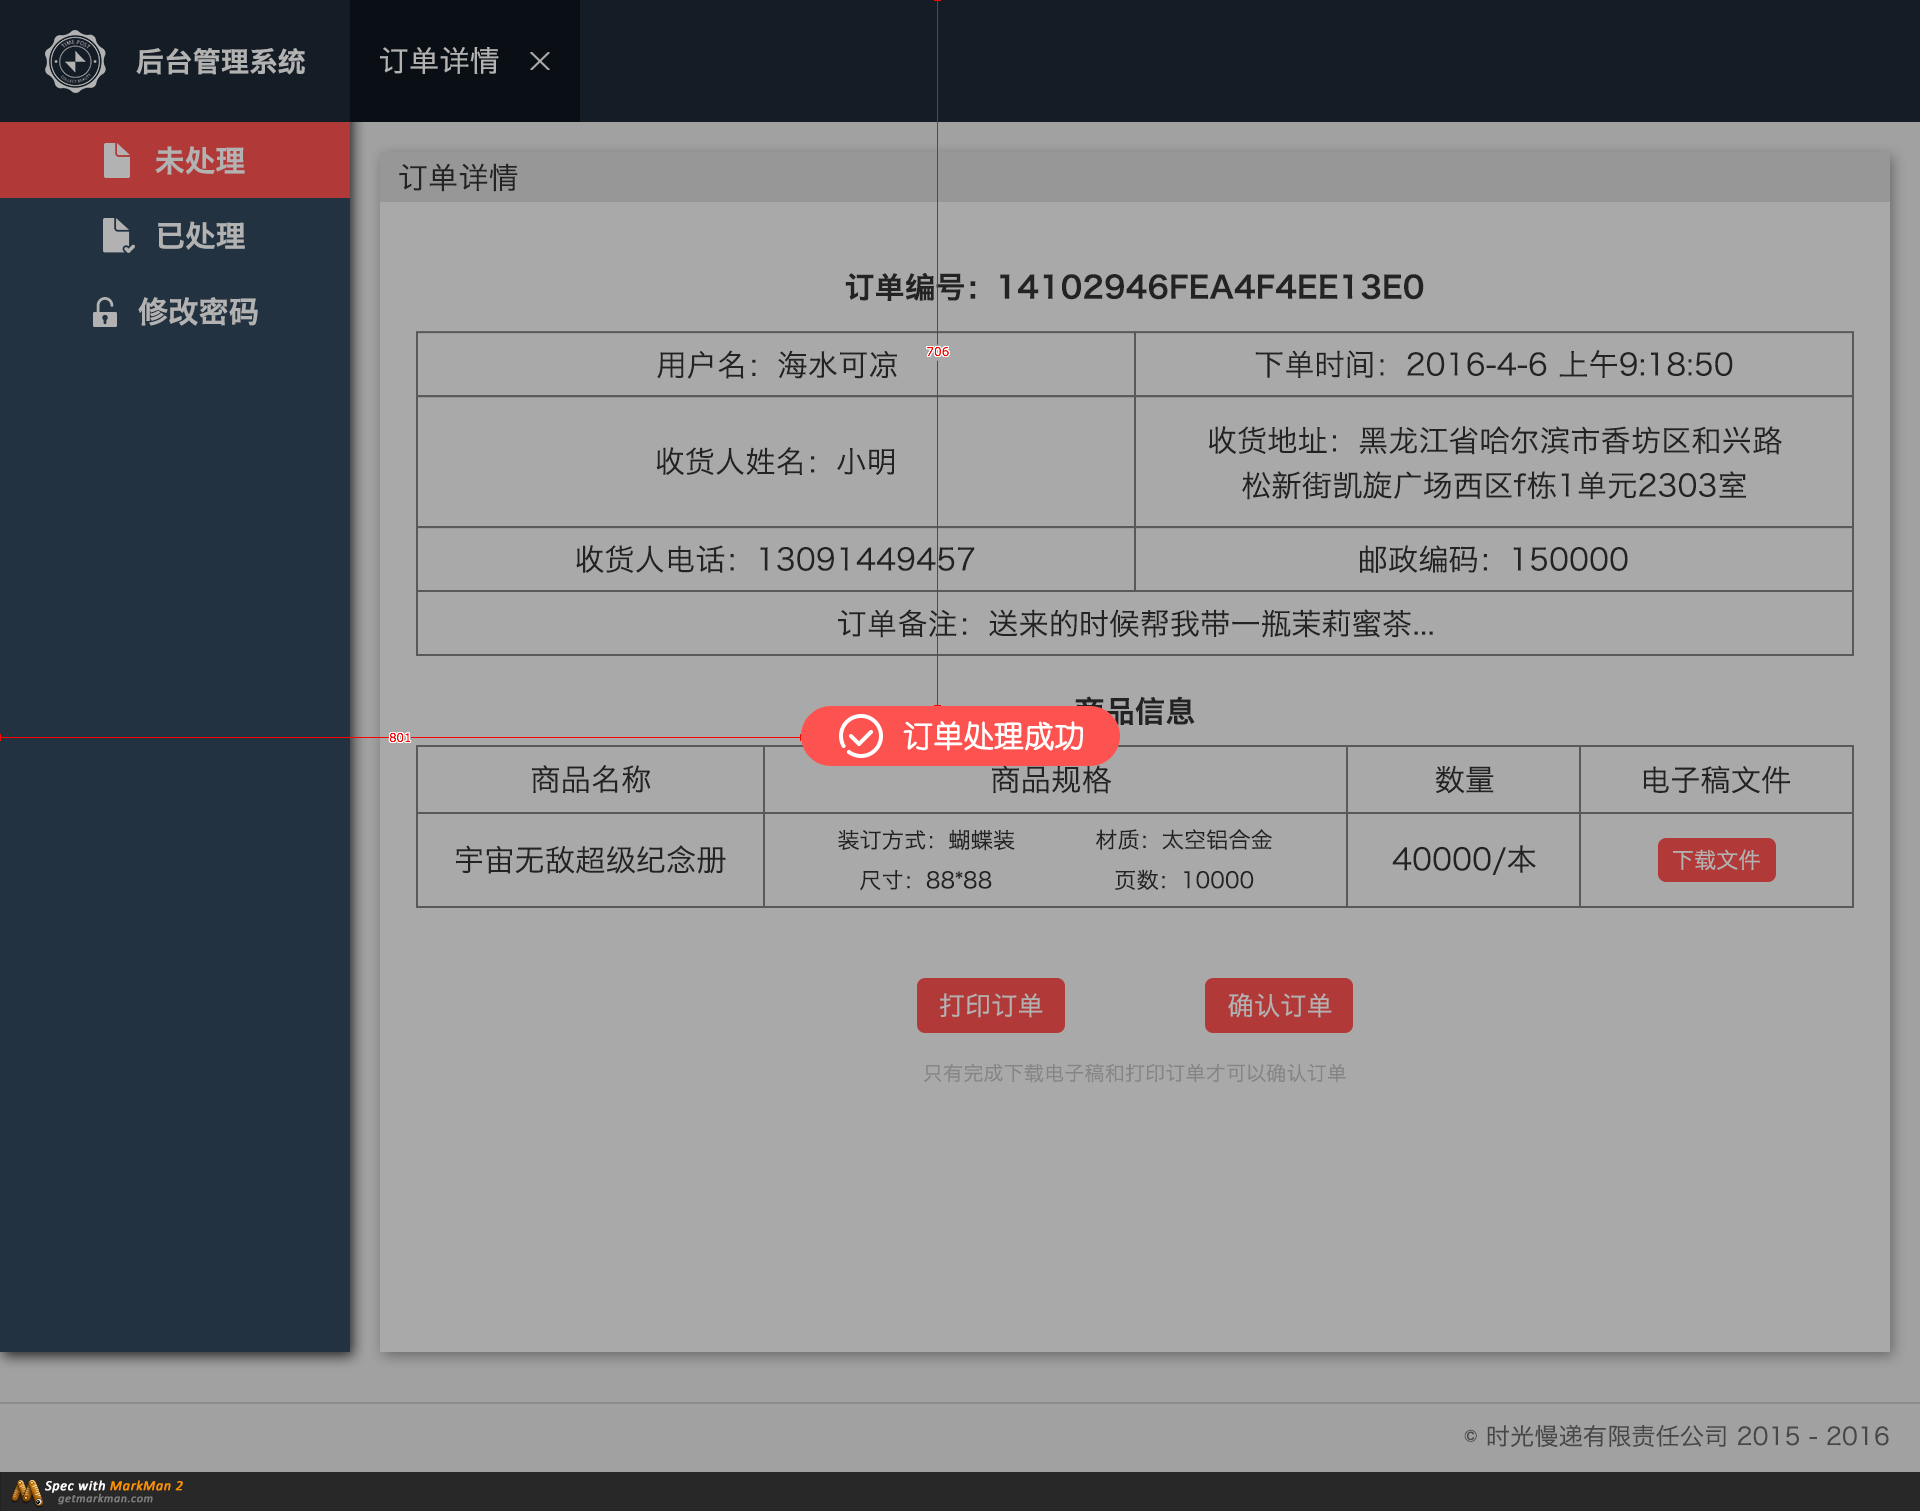 后台管理系统
订单详情
未处理
已处理
修改密码
订单详情
订单编号：14102946FEA4F4EE13E0
用户名：海水可凉
706
下单时间：2016-4-6 上午9:18:50
收货人姓名：小明
收货地址：黑龙江省哈尔滨市香坊区和兴路
松新街凯旋广场西区f栋1单元2303室
收货人电话：13091449457
邮政编码：150000
订单备注：送来的时候帮我带一瓶茉莉蜜茶...
商品信息
801
订单处理成功
商品名称
商品规格
数量
电子稿文件
宇宙无敌超级纪念册
装订方式：蝴蝶装
材质：太空铝合金
尺寸：88*88
页数：10000
40000/本
下载文件
打印订单
确认订单
只有完成下载电子稿和打印订单才可以确认订单
© 时光慢递有限责任公司 2015 - 2016
Spec with MarkMan 2
getmarkman.com